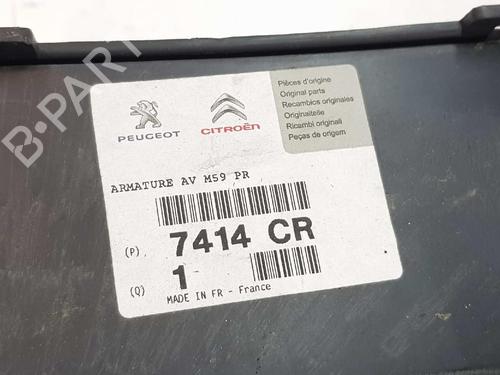 B-PARTS
PEUGEOT
CITROËN
Pièces d'origine
Original parts
Recambios originales
Originalteile
Ricambi originali
Peças de origem
ARMATURE AV M59 PR
(P) 7414 CR
(Q) 1
MADE IN FR - France